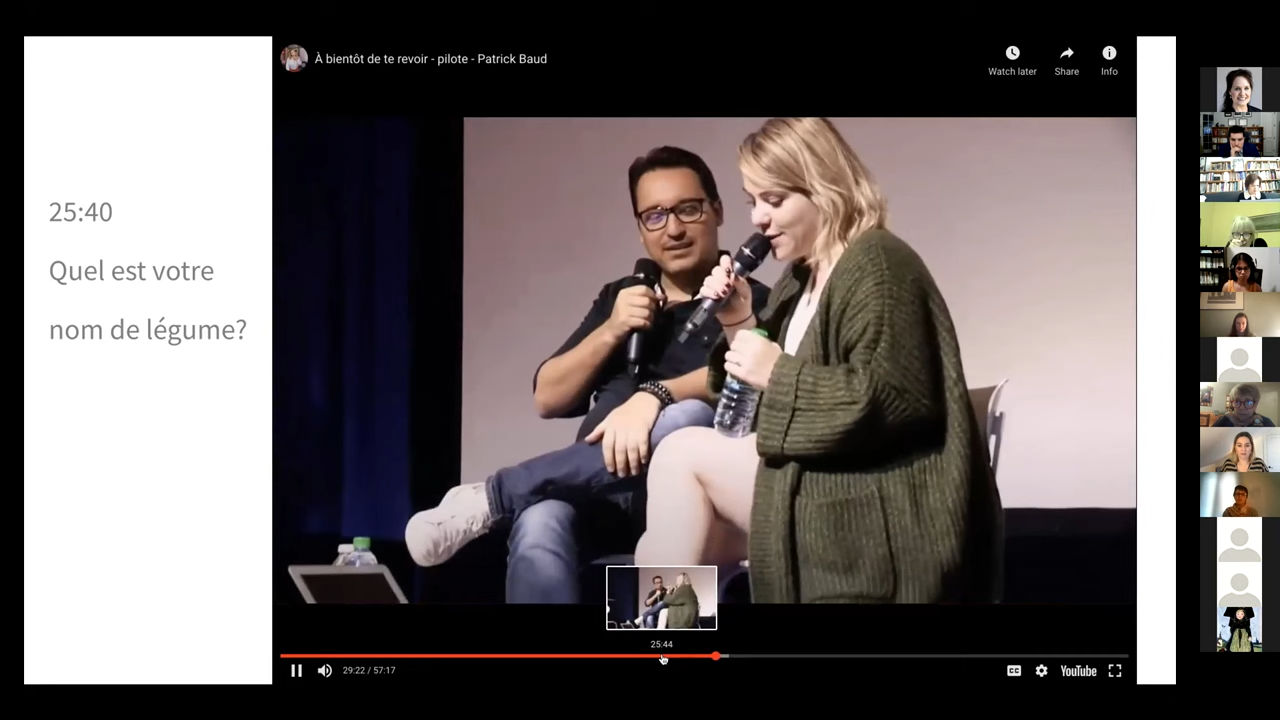 À bientôt de te revoir - pilote - Patrick Baud
Watch later
Share
Info
25:40
Quel est votre
nom de légume?
25:44
29:22 / 57:17
CC
YouTube